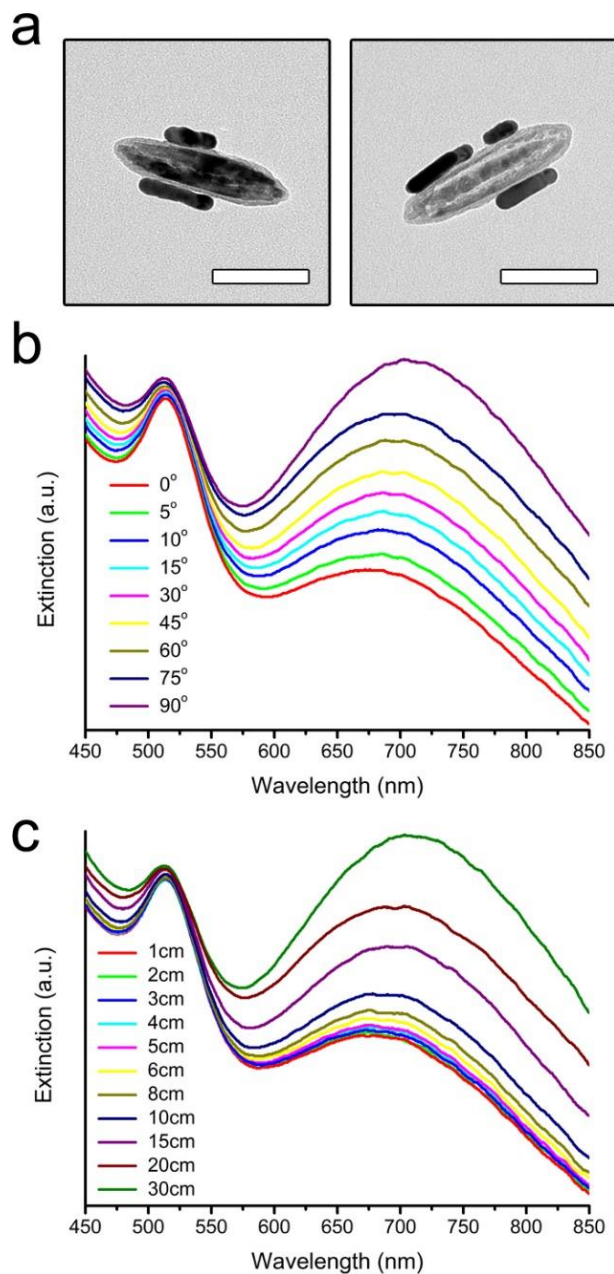 a
b
Extinction (a.u.)
0°
5°
10°
15°
30°
45°
60°
75°
90°
450 500 550 600 650 700 750 800 850
Wavelength (nm)
c
Extinction (a.u.)
1cm
2cm
3cm
4cm
5cm
6cm
8cm
10cm
15cm
20cm
30cm
450 500 550 600 650 700 750 800 850
Wavelength (nm)